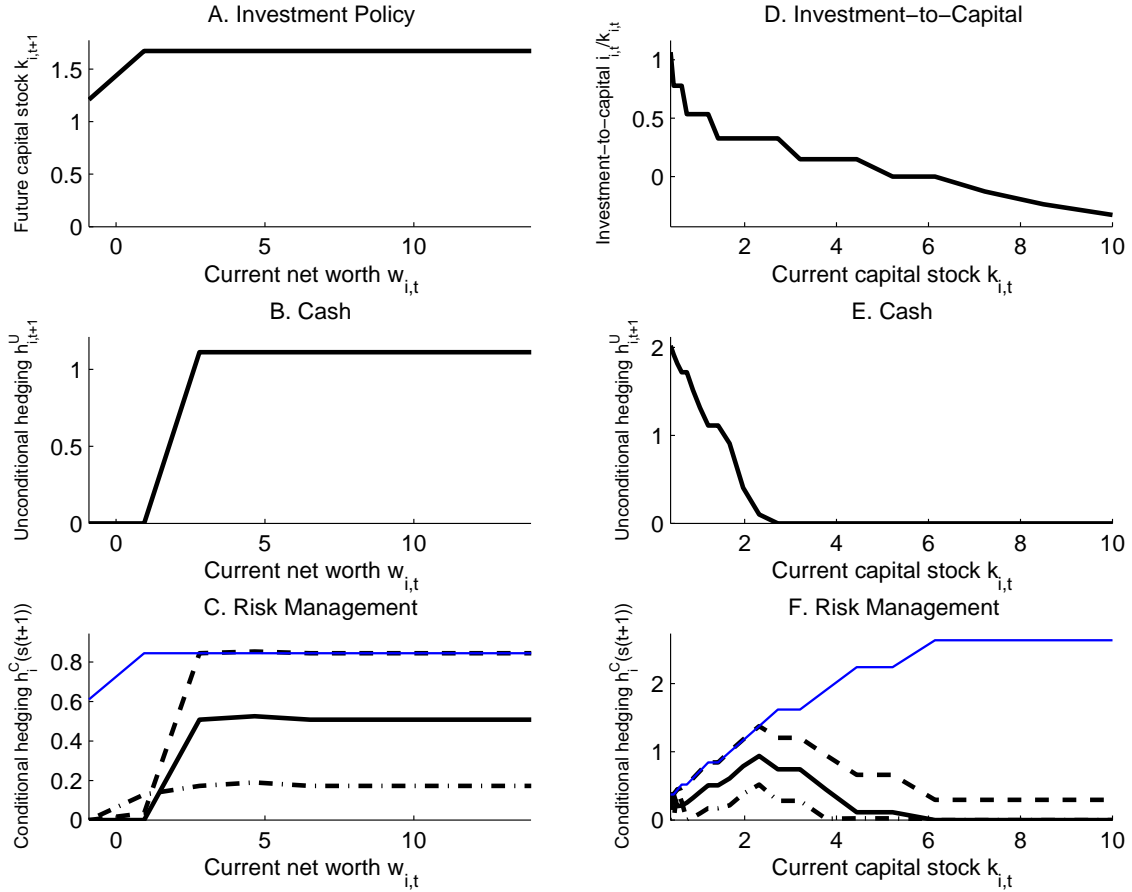 A. Investment Policy
Future capital stock k_{i,t+1}
1.5
1
0.5
0
0 5 10
Current net worth w_{i,t}
D. Investment−to−Capital
Investment−to−capital i_{i,t}/k_{i,t}
1
0.5
0
2 4 6 8 10
Current capital stock k_{i,t}
B. Cash
Unconditional hedging h^U_{i,t+1}
1
0.5
0
0 5 10
Current net worth w_{i,t}
E. Cash
Unconditional hedging h^U_{i,t+1}
2
1
0
2 4 6 8 10
Current capital stock k_{i,t}
C. Risk Management
Conditional hedging h^C_i(s(t+1))
0.8
0.6
0.4
0.2
0
0 5 10
Current net worth w_{i,t}
F. Risk Management
Conditional hedging h^C_i(s(t+1))
2
1
0
2 4 6 8 10
Current capital stock k_{i,t}